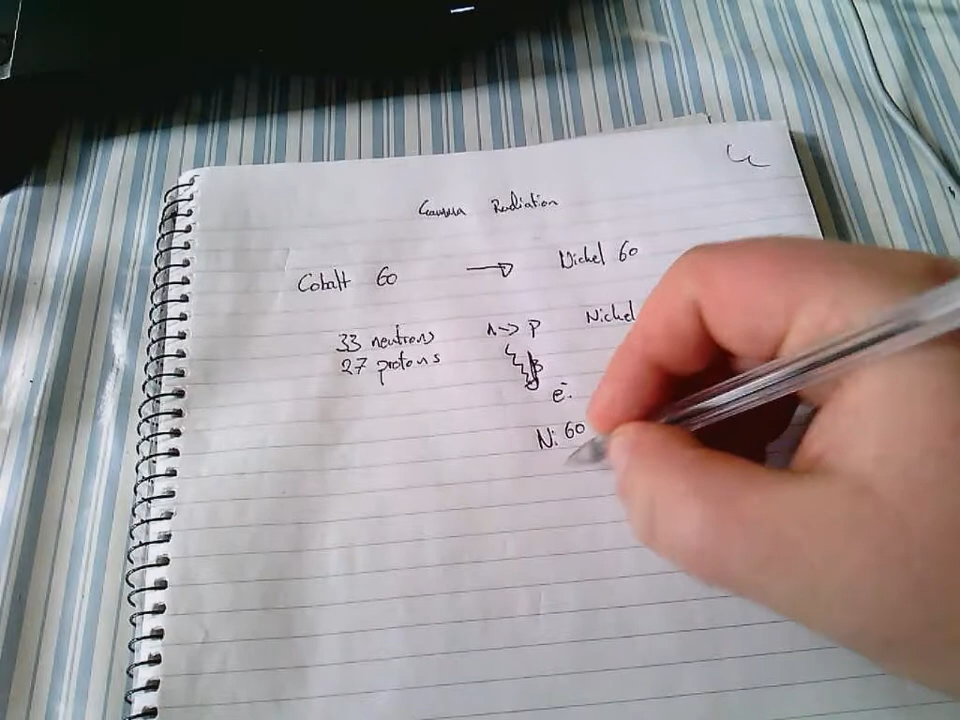 Gamma Radiation
Cobalt 60 → Nickel 60
33 neutrons n -> p Nickel
27 protons
e⁻
Ni 60